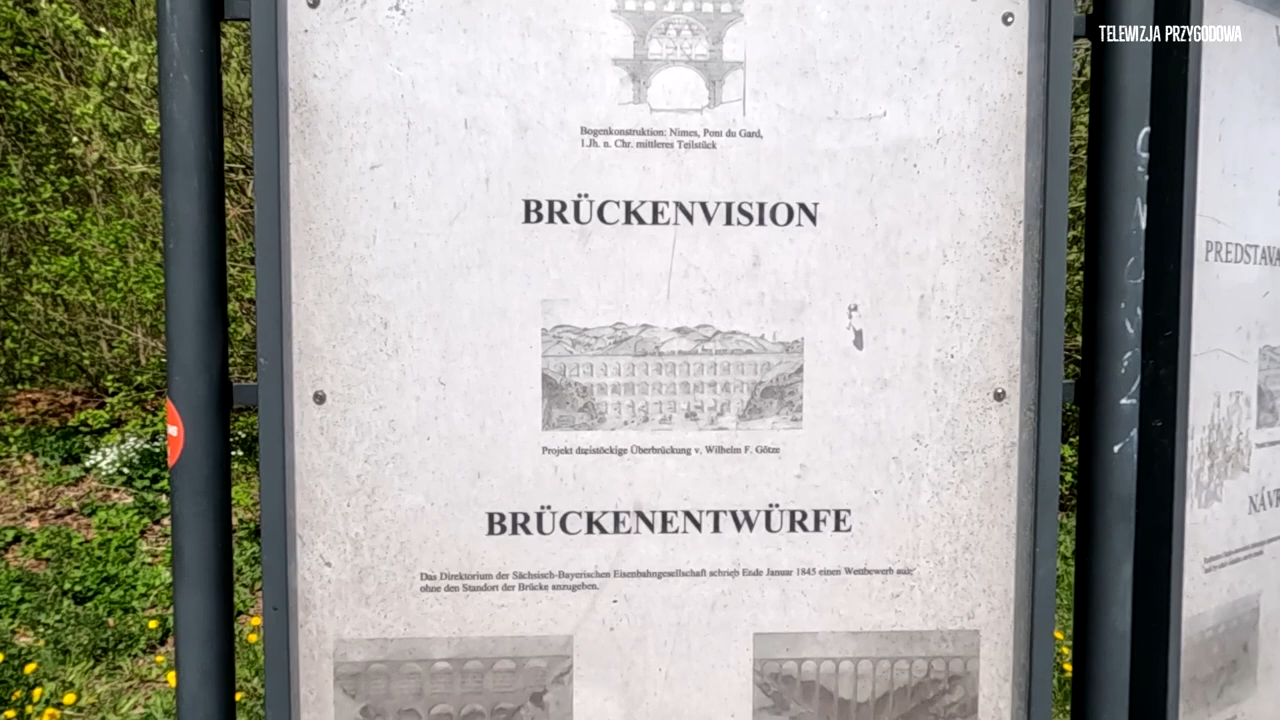 TELEWIZJA PRZYGODOWA
Bogenkonstruktion: Nimes, Pont du Gard,
1.Jh. n. Chr. mittleres Teilstück
BRÜCKENVISION
Projekt dreistöckige Überbrückung v. Wilhelm F. Götze
BRÜCKENENTWÜRFE
Das Direktorium der Sächsisch-Bayerischen Eisenbahngesellschaft schrieb Ende Januar 1845 einen Wettbewerb aus,
ohne den Standort der Brücke anzugeben.
PREDSTAVA